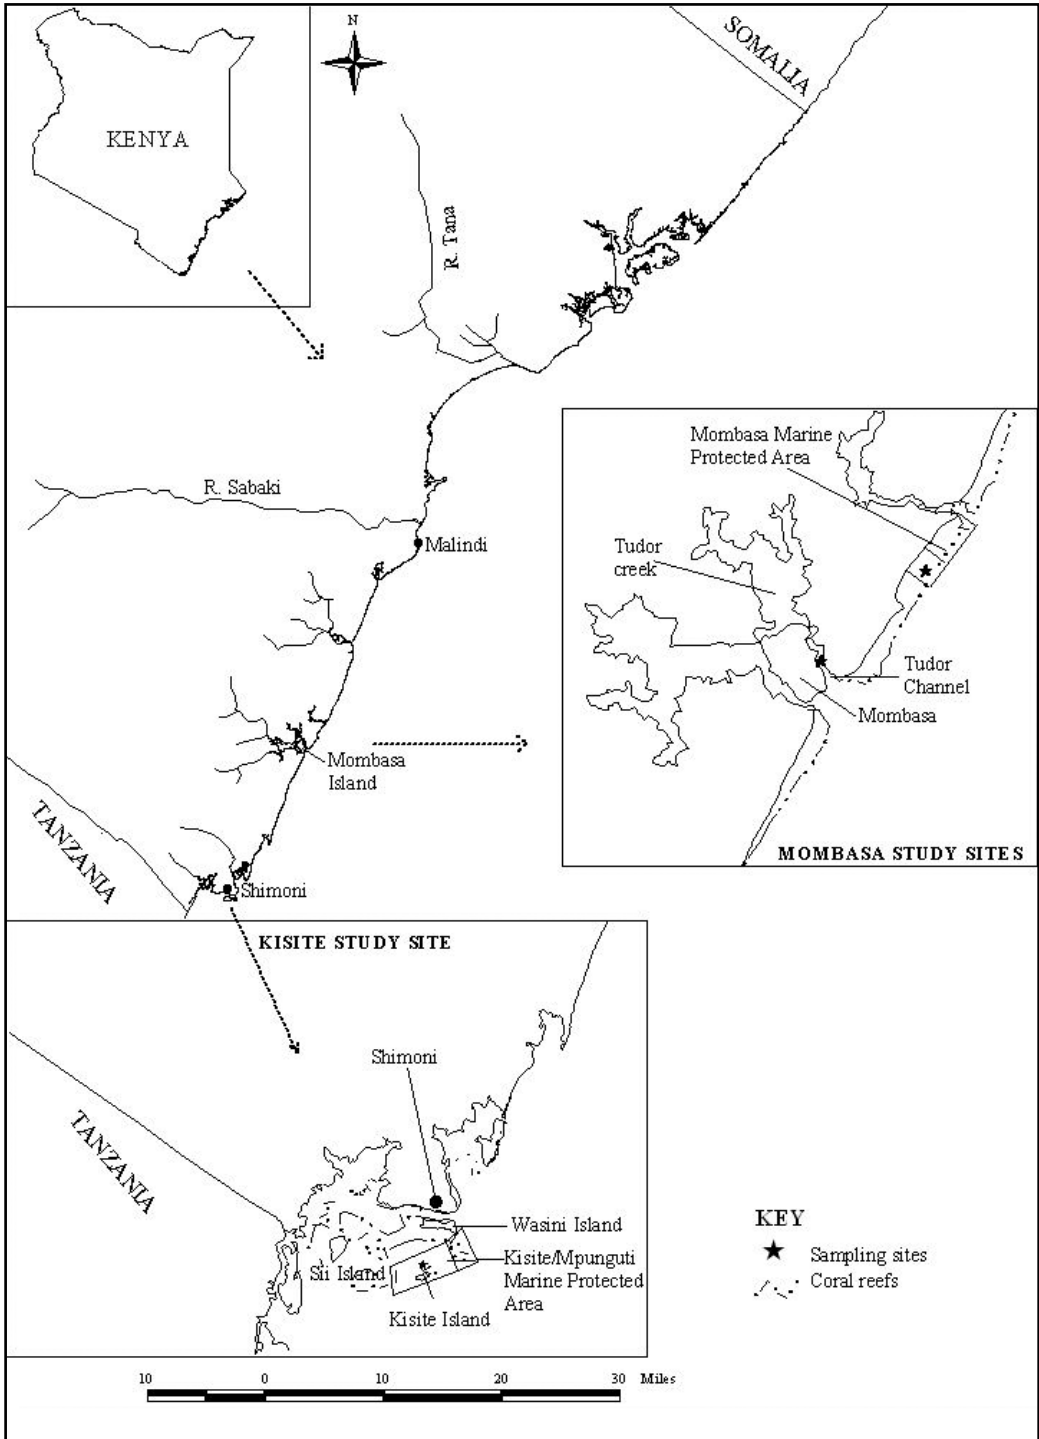 N
SOMALIA
KENYA
R. Tana
Mombasa Marine
Protected Area
R. Sabaki
Malindi
Tudor
creek
Tudor
Channel
Mombasa
Mombasa
Island
TANZANIA
MOMBASA STUDY SITES
Shimoni
KISITE STUDY SITE
Shimoni
TANZANIA
Wasini Island
Kisite/Mpunguti
Marine Protected
Area
Sii Island
Kisite Island
KEY
Sampling sites
Coral reefs
10 0 10 20 30 Miles